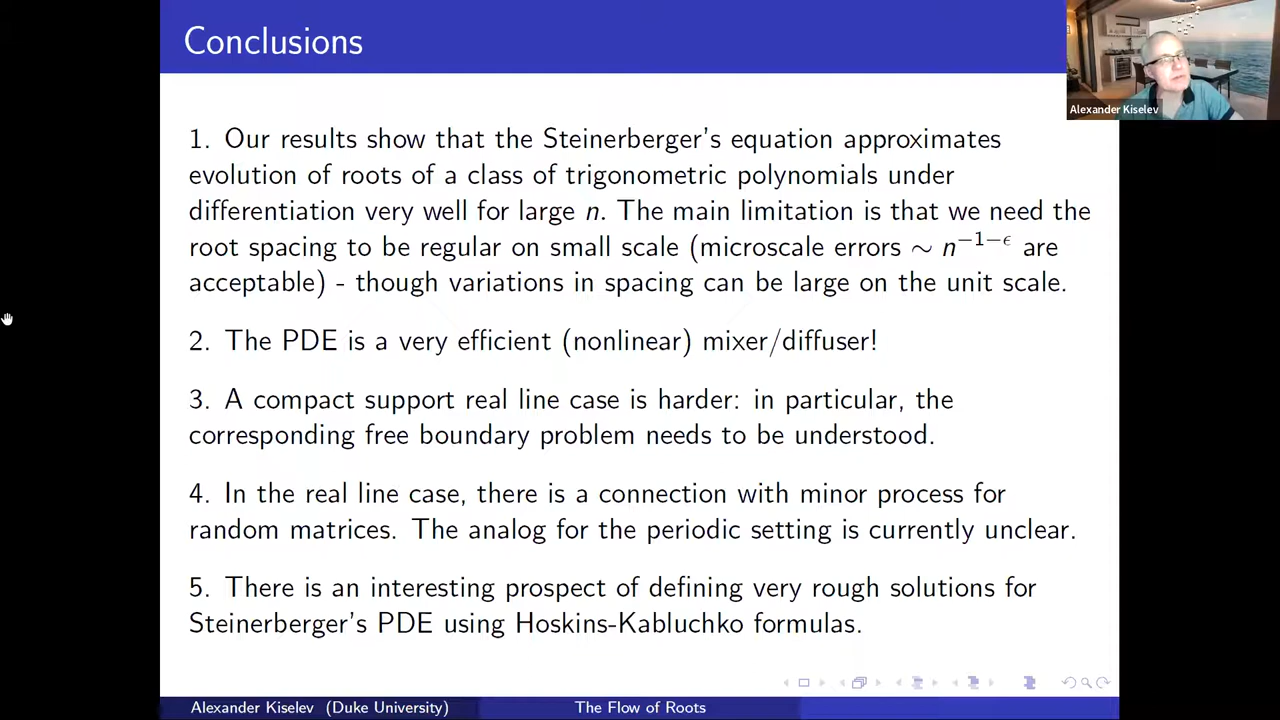 Conclusions
Alexander Kiselev
1. Our results show that the Steinerberger's equation approximates
evolution of roots of a class of trigonometric polynomials under
differentiation very well for large n. The main limitation is that we need the
root spacing to be regular on small scale (microscale errors ∼ n^{−1−ϵ} are
acceptable) - though variations in spacing can be large on the unit scale.
2. The PDE is a very efficient (nonlinear) mixer/diffuser!
3. A compact support real line case is harder: in particular, the
corresponding free boundary problem needs to be understood.
4. In the real line case, there is a connection with minor process for
random matrices. The analog for the periodic setting is currently unclear.
5. There is an interesting prospect of defining very rough solutions for
Steinerberger's PDE using Hoskins-Kabluchko formulas.
Alexander Kiselev (Duke University)
The Flow of Roots